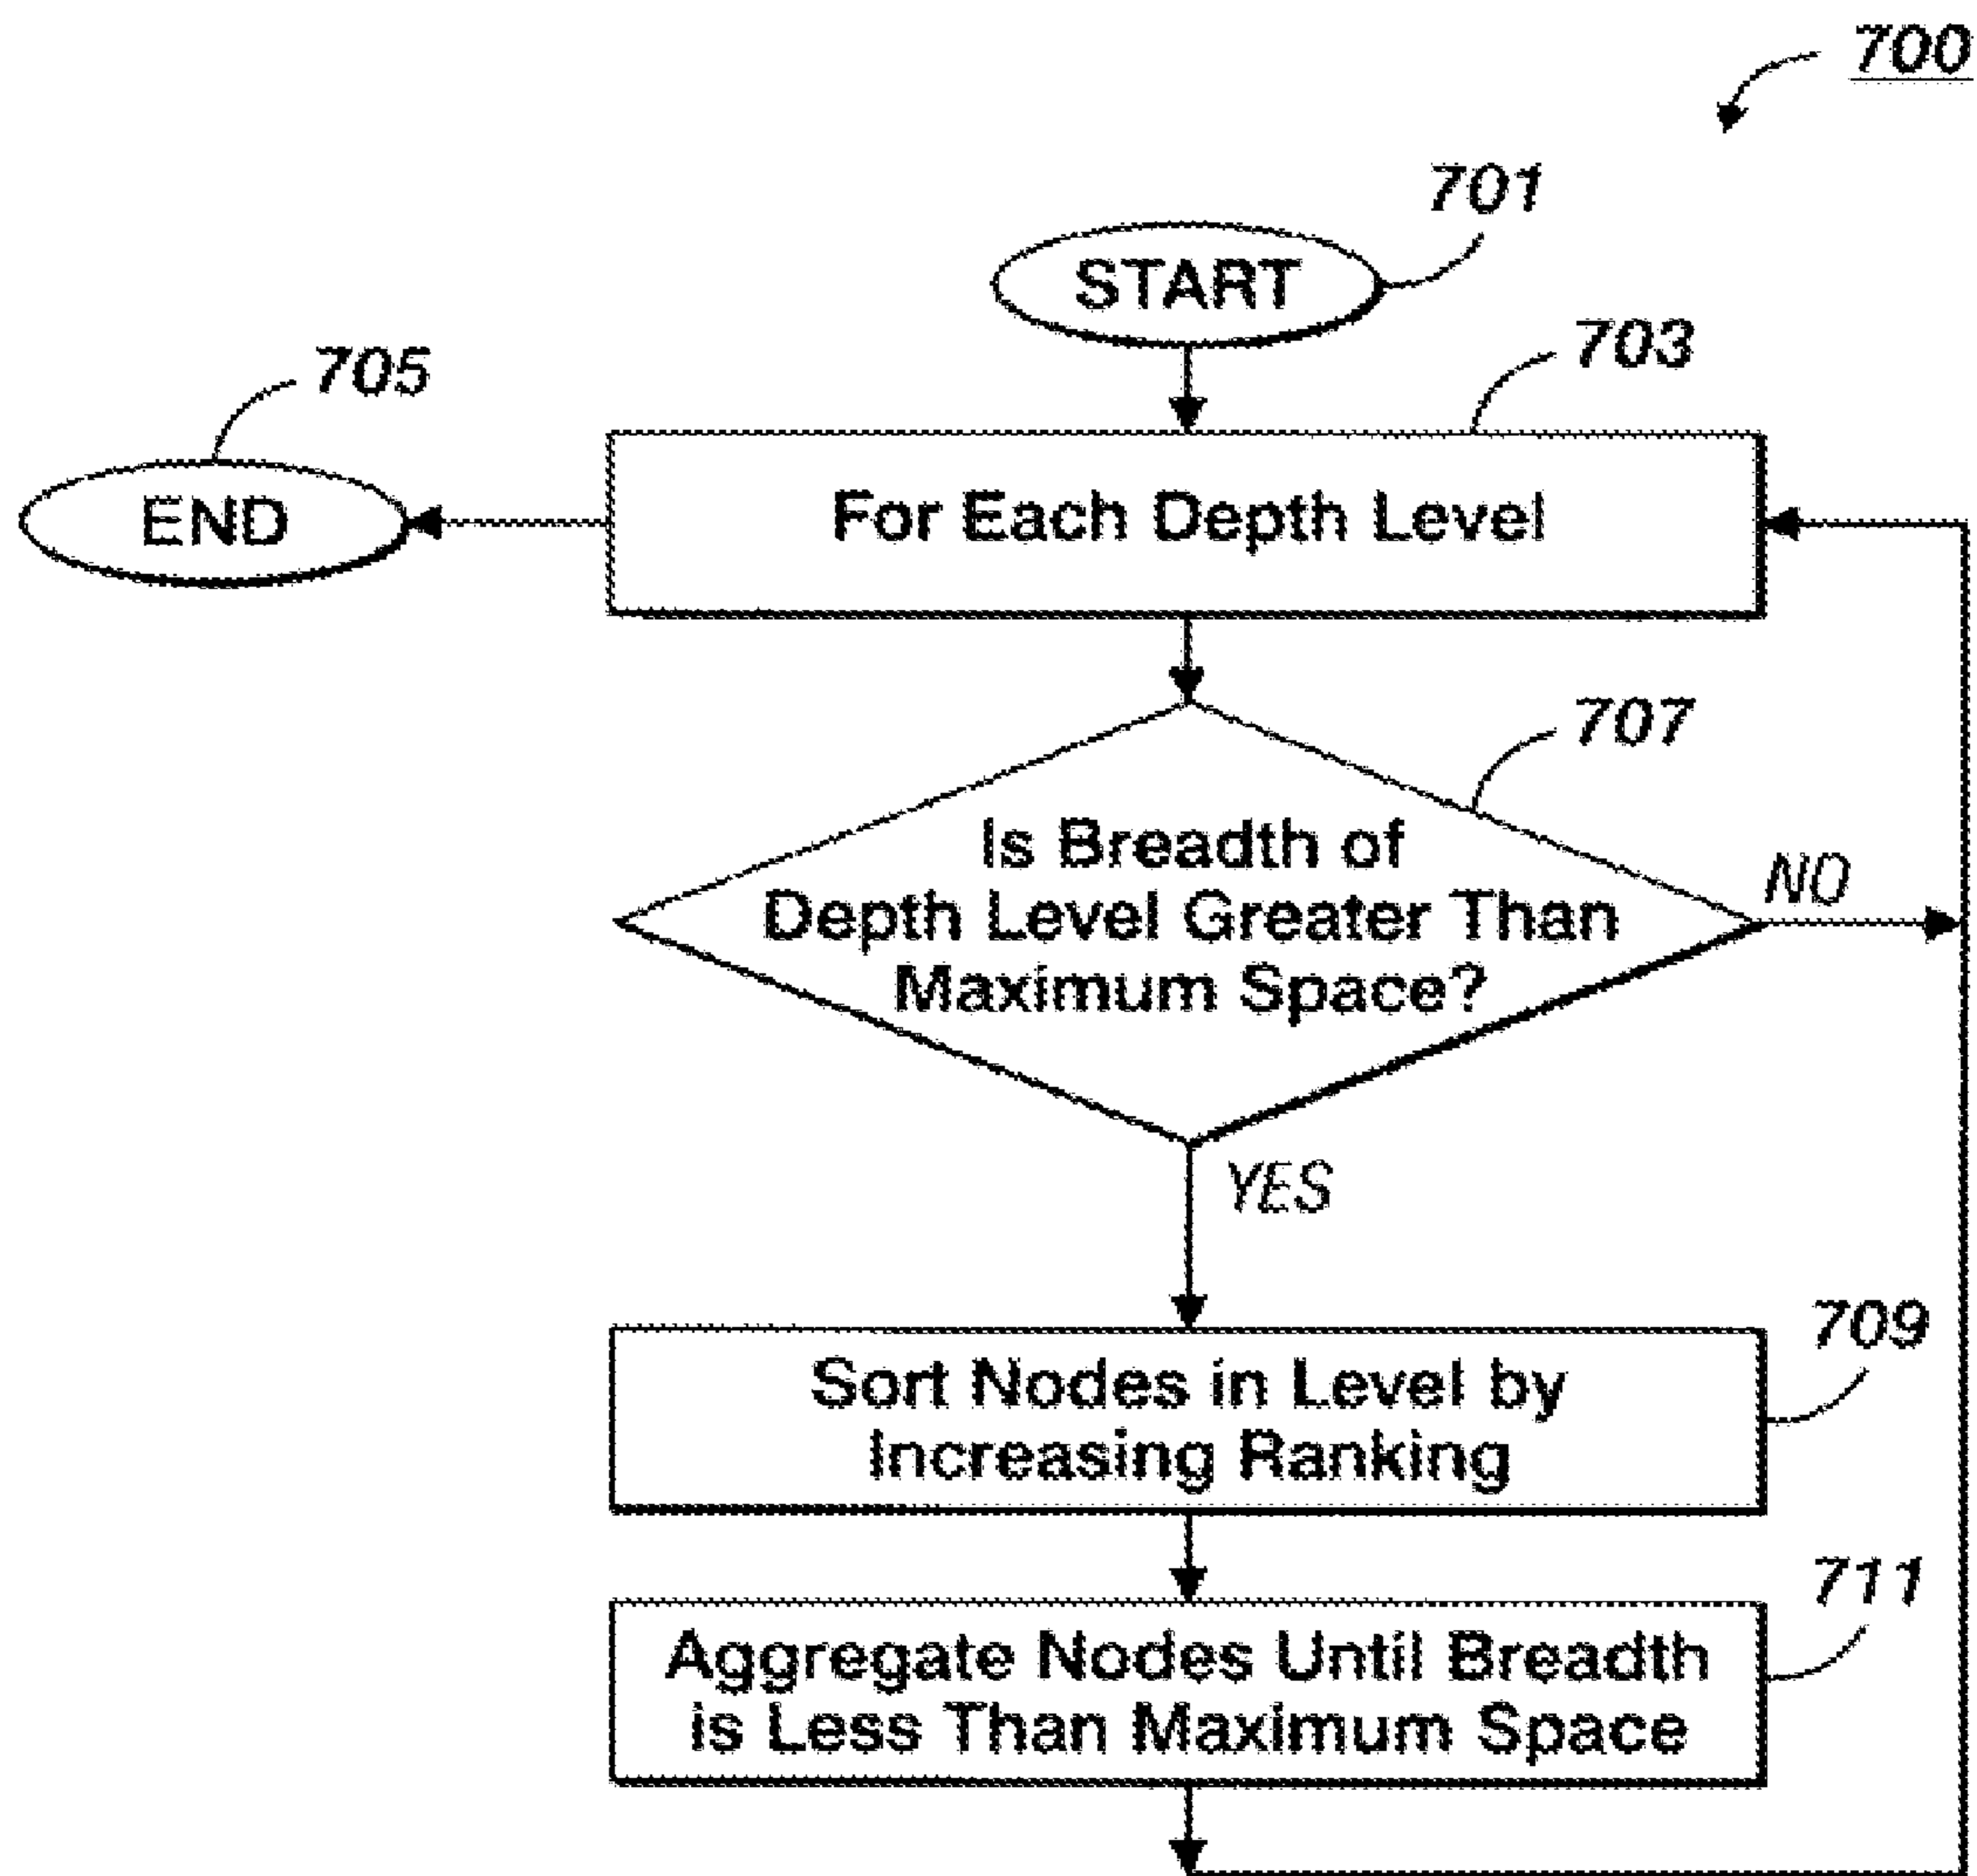 700
701
START
703
705
END
For Each Depth Level
707
Is Breadth of
Depth Level Greater Than
Maximum Space?
NO
YES
709
Sort Nodes in Level by
Increasing Ranking
711
Aggregate Nodes Until Breadth
is Less Than Maximum Space